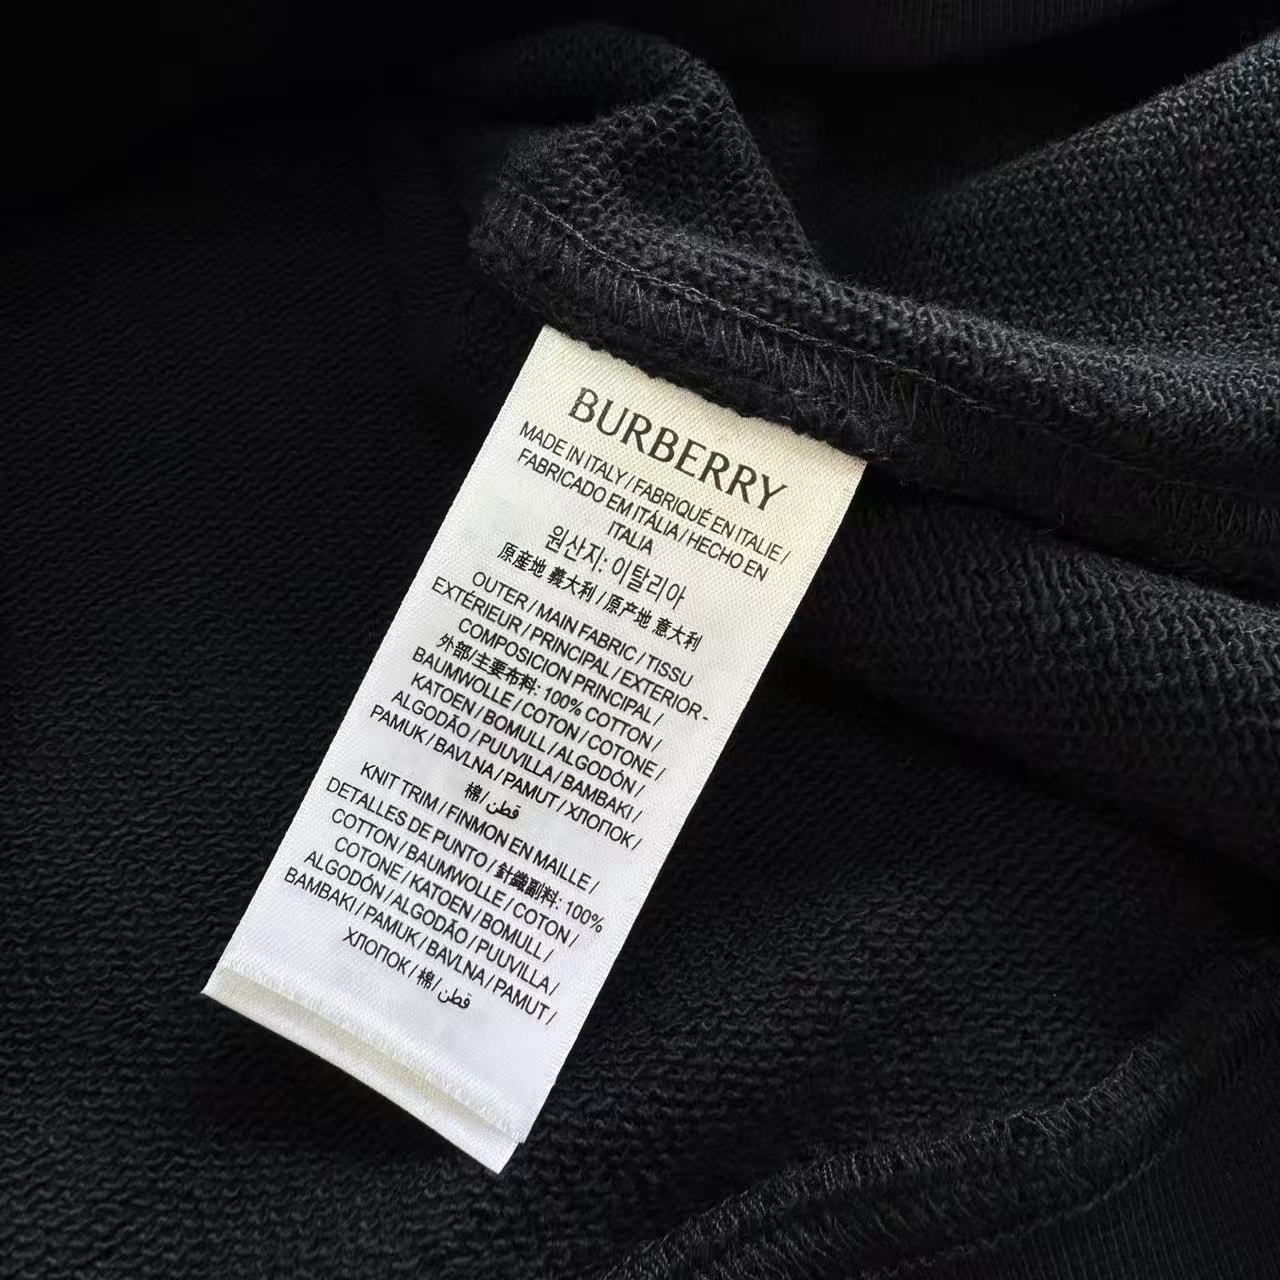 BURBERRY
MADE IN ITALY / FABRIQUÉ EN ITALIE /
FABRICADO EM ITÁLIA / HECHO EN
ITALIA
원산지: 이탈리아
原産地 義大利 / 原产地 意大利
OUTER / MAIN FABRIC / TISSU
EXTÉRIEUR / PRINCIPAL / EXTERIOR-
COMPOSICION PRINCIPAL /
外部/主要布料: 100% COTTON /
BAUMWOLLE / COTON / COTONE /
KATOEN / BOMULL / ALGODÓN /
ALGODÃO / PUUVILLA / BAMBAKI /
PAMUK / BAVLNA / PAMUT / ХЛОПОК /
棉 / قطن
KNIT TRIM / FINMON EN MAILLE /
DETALLES DE PUNTO / 針織副料: 100%
COTTON / BAUMWOLLE / COTON /
COTONE / KATOEN / BOMULL /
ALGODÓN / ALGODÃO / PUUVILLA /
BAMBAKI / PAMUK / BAVLNA / PAMUT /
ХЛОПОК / 棉 / قطن